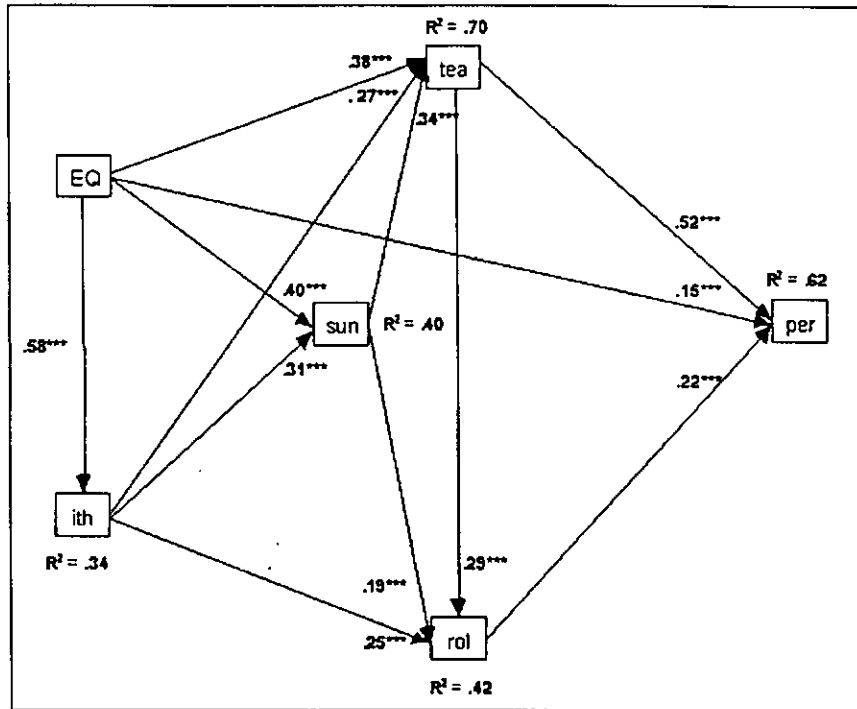 R² = .70
tea
.38***
.27***
.34***
EQ
.52***
R² = .62
.15***
per
.40***
sun
R² = .40
.58***
.31***
.22***
ith
R² = .34
.29***
.19***
.25***
rol
R² = .42